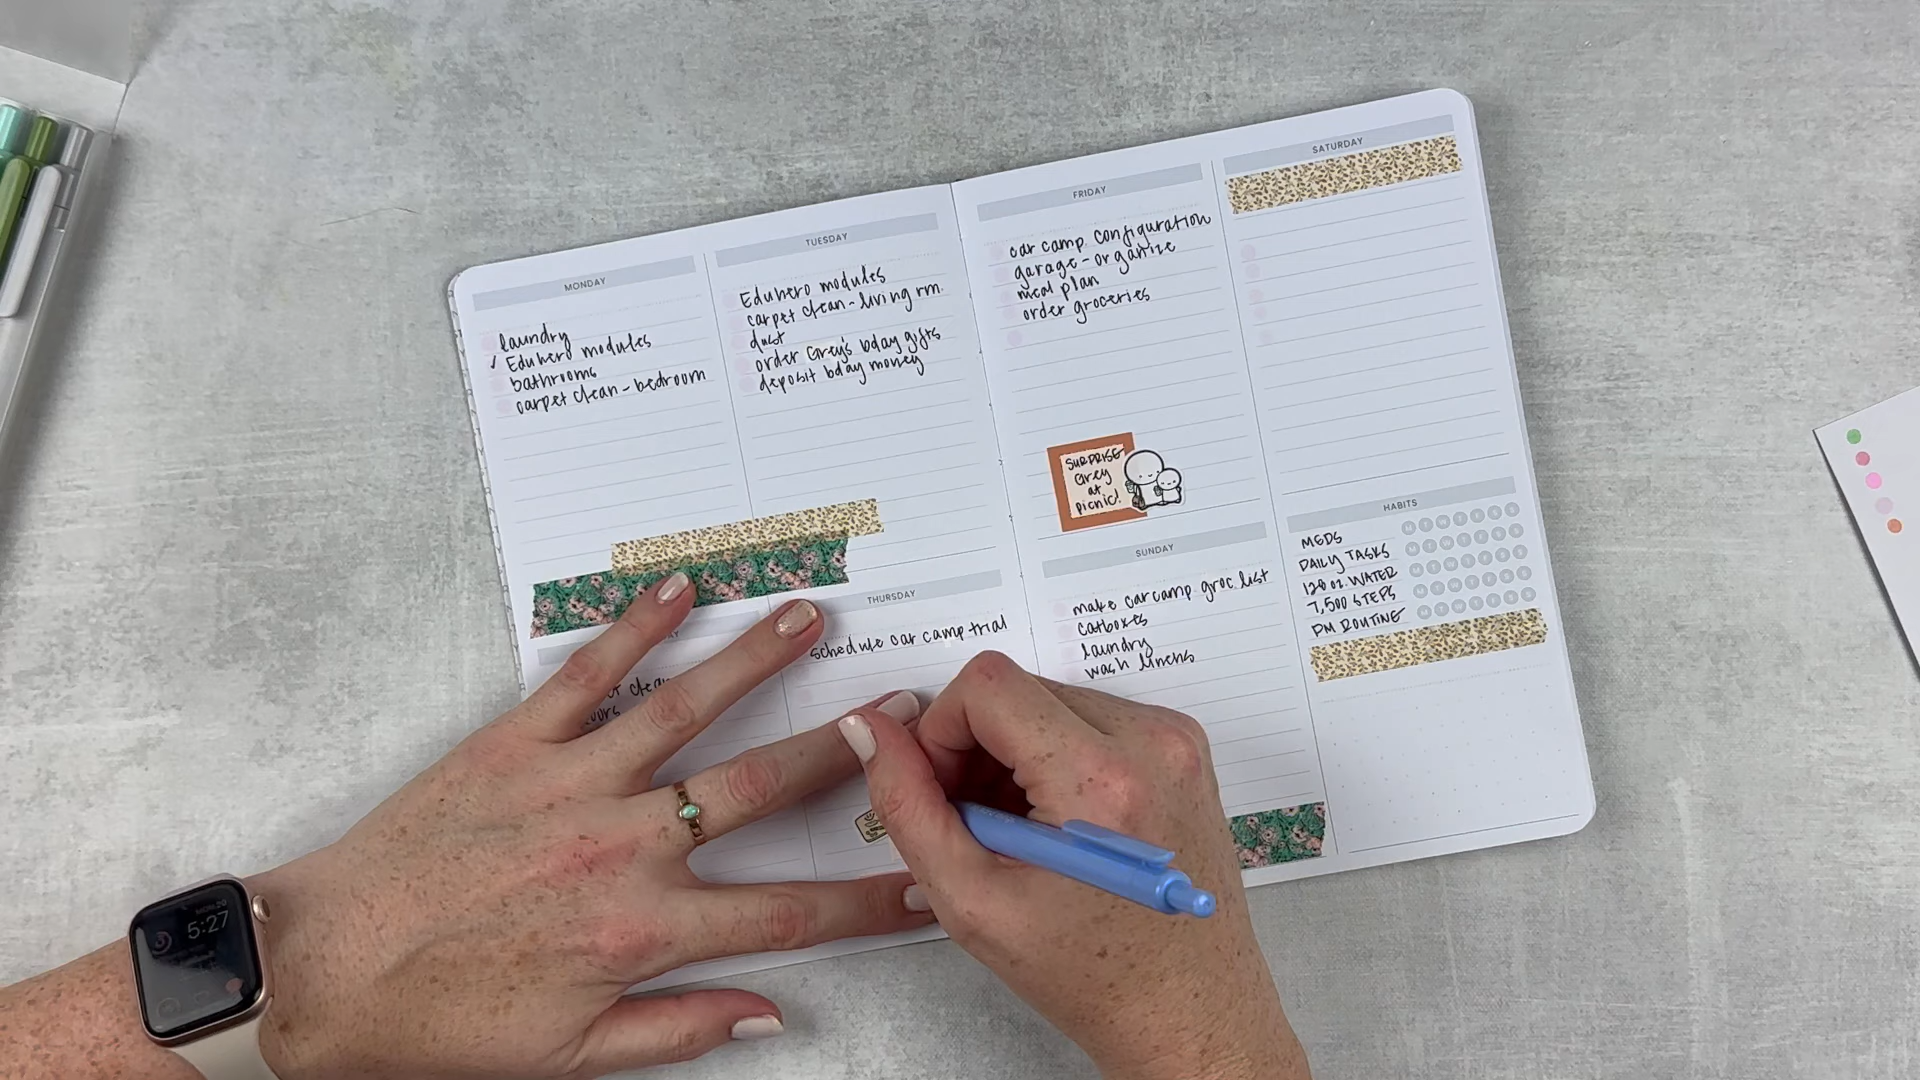 MONDAY
laundry
✓ Eduhero modules
bathrooms
carpet clean - bedroom
TUESDAY
Eduhero modules
carpet clean - living rm.
dust
order Grey's bday gifts
deposit bday money
THURSDAY
schedule car camp trial
FRIDAY
car camp configuration
garage - organize
meal plan
order groceries
SURPRISE
Grey
at
picnic!
SATURDAY
SUNDAY
make car camp groc. list
catboxes
laundry
wash linens
HABITS
MEDS
DAILY TASKS
120 oz. WATER
7,500 STEPS
PM ROUTINE
M T W T F S S
M T W T F S S
M T W T F S S
M T W T F S S
M T W T F S S
5:27